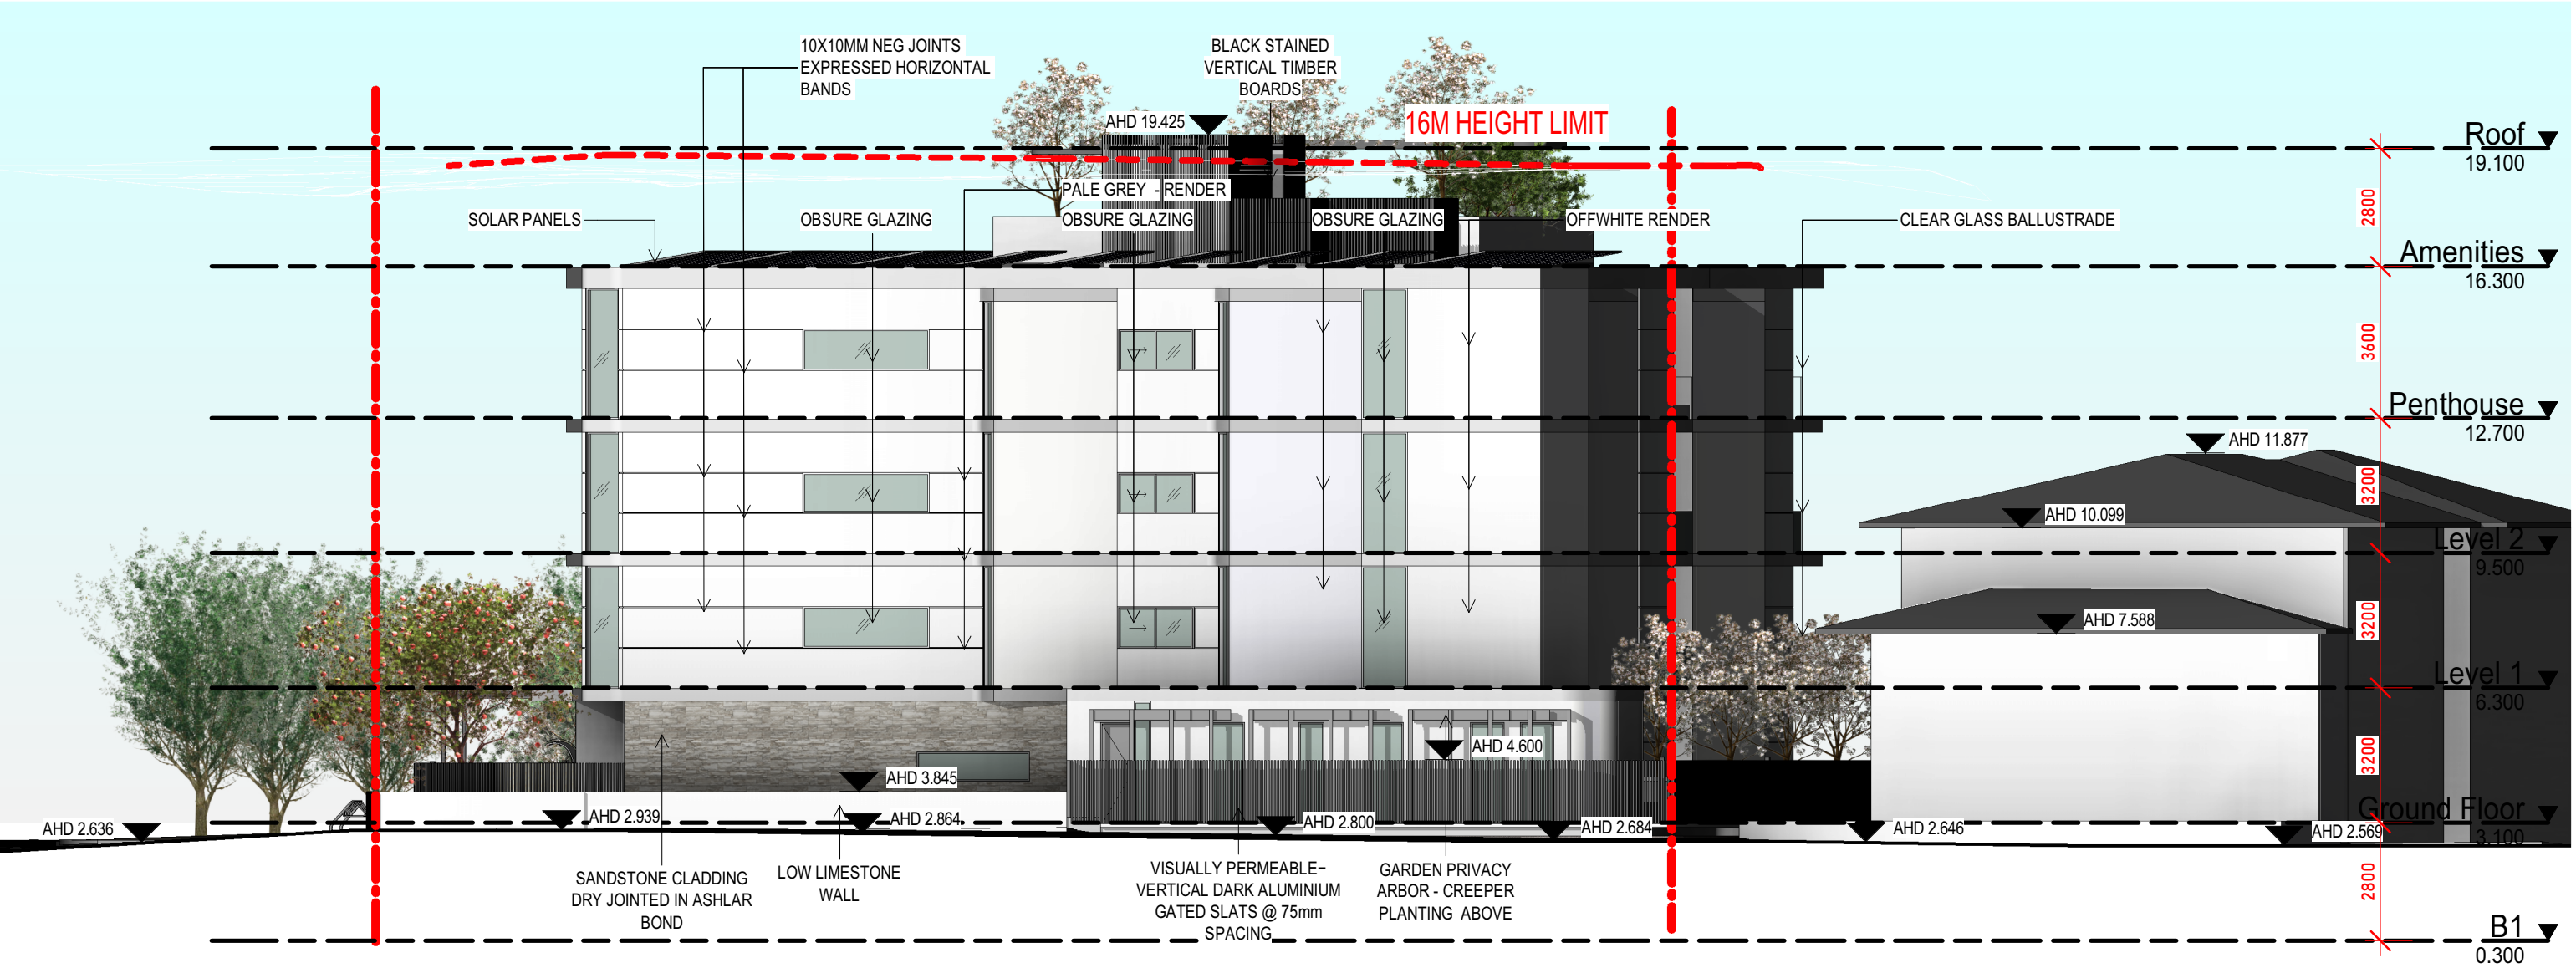 10X10MM NEG JOINTS
EXPRESSED HORIZONTAL
BANDS
BLACK STAINED
VERTICAL TIMBER
BOARDS
AHD 19.425
16M HEIGHT LIMIT
Roof
19.100
PALE GREY - RENDER
SOLAR PANELS
OBSURE GLAZING
OBSURE GLAZING
OBSURE GLAZING
OFFWHITE RENDER
CLEAR GLASS BALLUSTRADE
2800
Amenities
16.300
3600
Penthouse
12.700
AHD 11.877
3200
AHD 10.099
Level 2
9.500
3200
AHD 7.588
Level 1
6.300
3200
AHD 4.600
AHD 3.845
AHD 2.636
AHD 2.939
AHD 2.864
AHD 2.800
AHD 2.684
AHD 2.646
AHD 2.569
Ground Floor
3.100
SANDSTONE CLADDING
DRY JOINTED IN ASHLAR
BOND
LOW LIMESTONE
WALL
VISUALLY PERMEABLE-
VERTICAL DARK ALUMINIUM
GATED SLATS @ 75mm
SPACING
GARDEN PRIVACY
ARBOR - CREEPER
PLANTING ABOVE
2800
B1
0.300